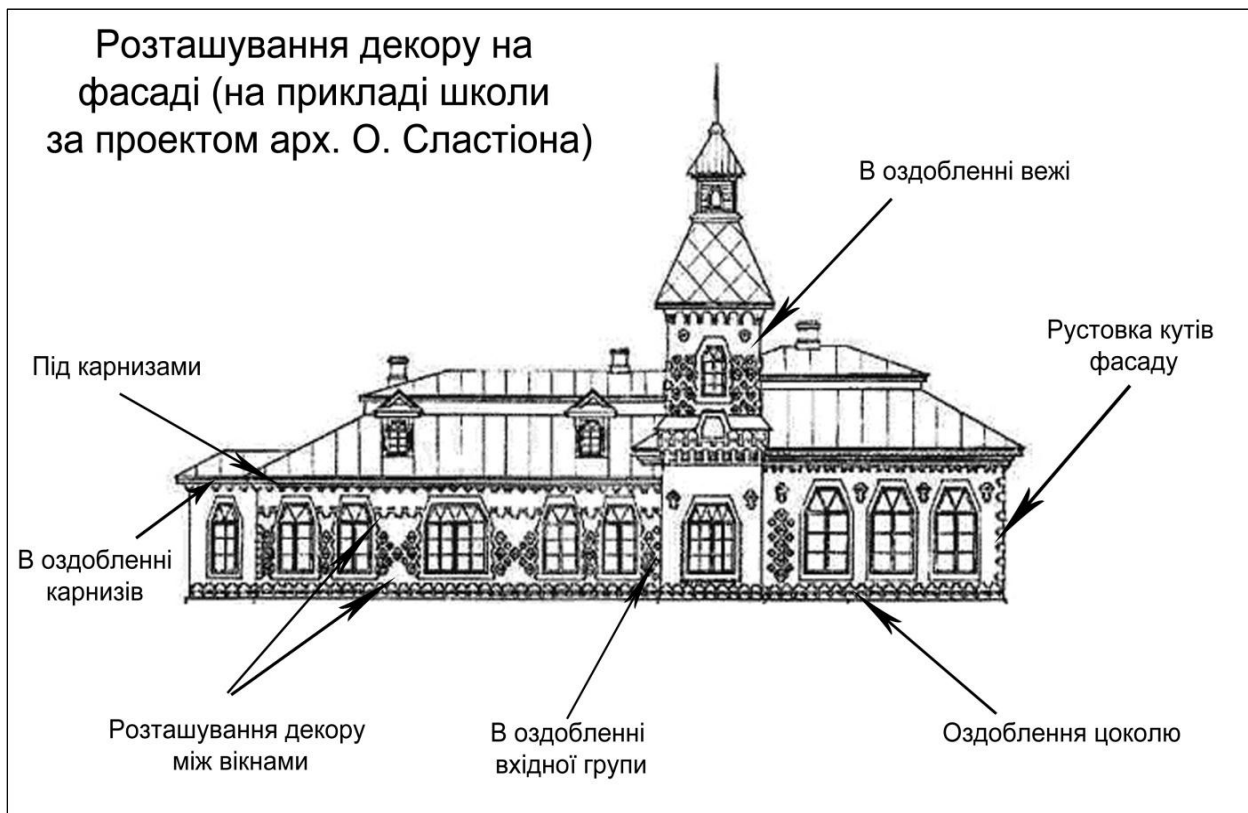 Розташування декору на
фасаді (на прикладі школи
за проектом арх. О. Сластіона)
В оздобленні вежі
Рустовка кутів
фасаду
Під карнизами
В оздобленні
карнизів
Розташування декору
між вікнами
В оздобленні
вхідної групи
Оздоблення цоколю